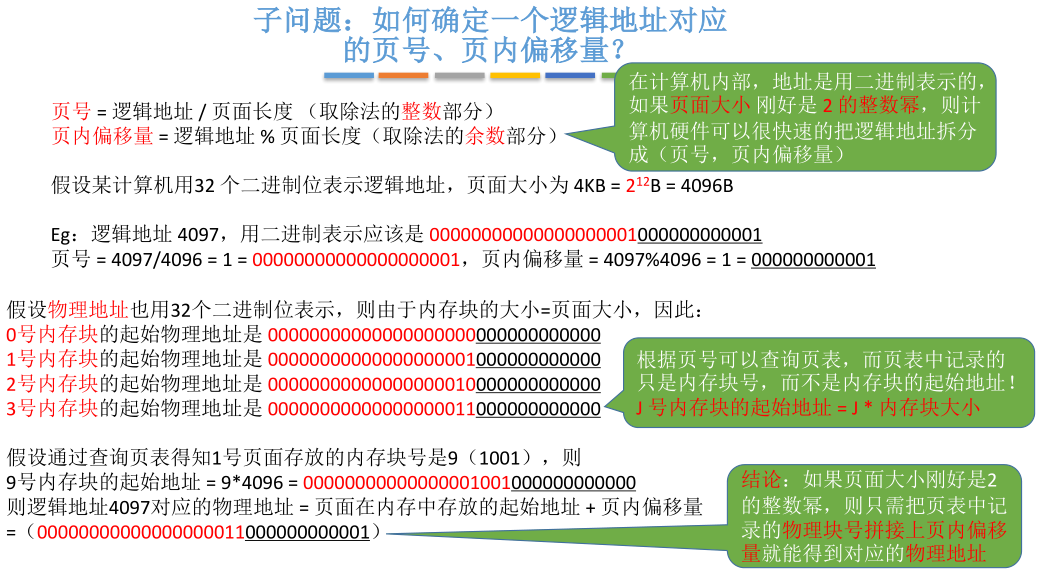 子问题：如何确定一个逻辑地址对应
的页号、页内偏移量？
在计算机内部，地址是用二进制表示的，
如果页面大小 刚好是 2 的整数幂，则计
算机硬件可以很快速的把逻辑地址拆分
成（页号，页内偏移量）
页号 = 逻辑地址 / 页面长度 （取除法的整数部分）
页内偏移量 = 逻辑地址 % 页面长度（取除法的余数部分）
假设某计算机用32 个二进制位表示逻辑地址，页面大小为 4KB = 2¹²B = 4096B
Eg：逻辑地址 4097，用二进制表示应该是 00000000000000000001000000000001
页号 = 4097/4096 = 1 = 00000000000000000001，页内偏移量 = 4097%4096 = 1 = 000000000001
假设物理地址也用32个二进制位表示，则由于内存块的大小=页面大小，因此：
0号内存块的起始物理地址是 00000000000000000000000000000000
1号内存块的起始物理地址是 00000000000000000001000000000000
2号内存块的起始物理地址是 00000000000000000010000000000000
3号内存块的起始物理地址是 00000000000000000011000000000000
根据页号可以查询页表，而页表中记录的
只是内存块号，而不是内存块的起始地址！
J 号内存块的起始地址 = J * 内存块大小
假设通过查询页表得知1号页面存放的内存块号是9（1001），则
9号内存块的起始地址 = 9*4096 = 00000000000000001001000000000000
则逻辑地址4097对应的物理地址 = 页面在内存中存放的起始地址 + 页内偏移量
=（00000000000000000011000000000001）
结论：如果页面大小刚好是2
的整数幂，则只需把页表中记
录的物理块号拼接上页内偏移
量就能得到对应的物理地址